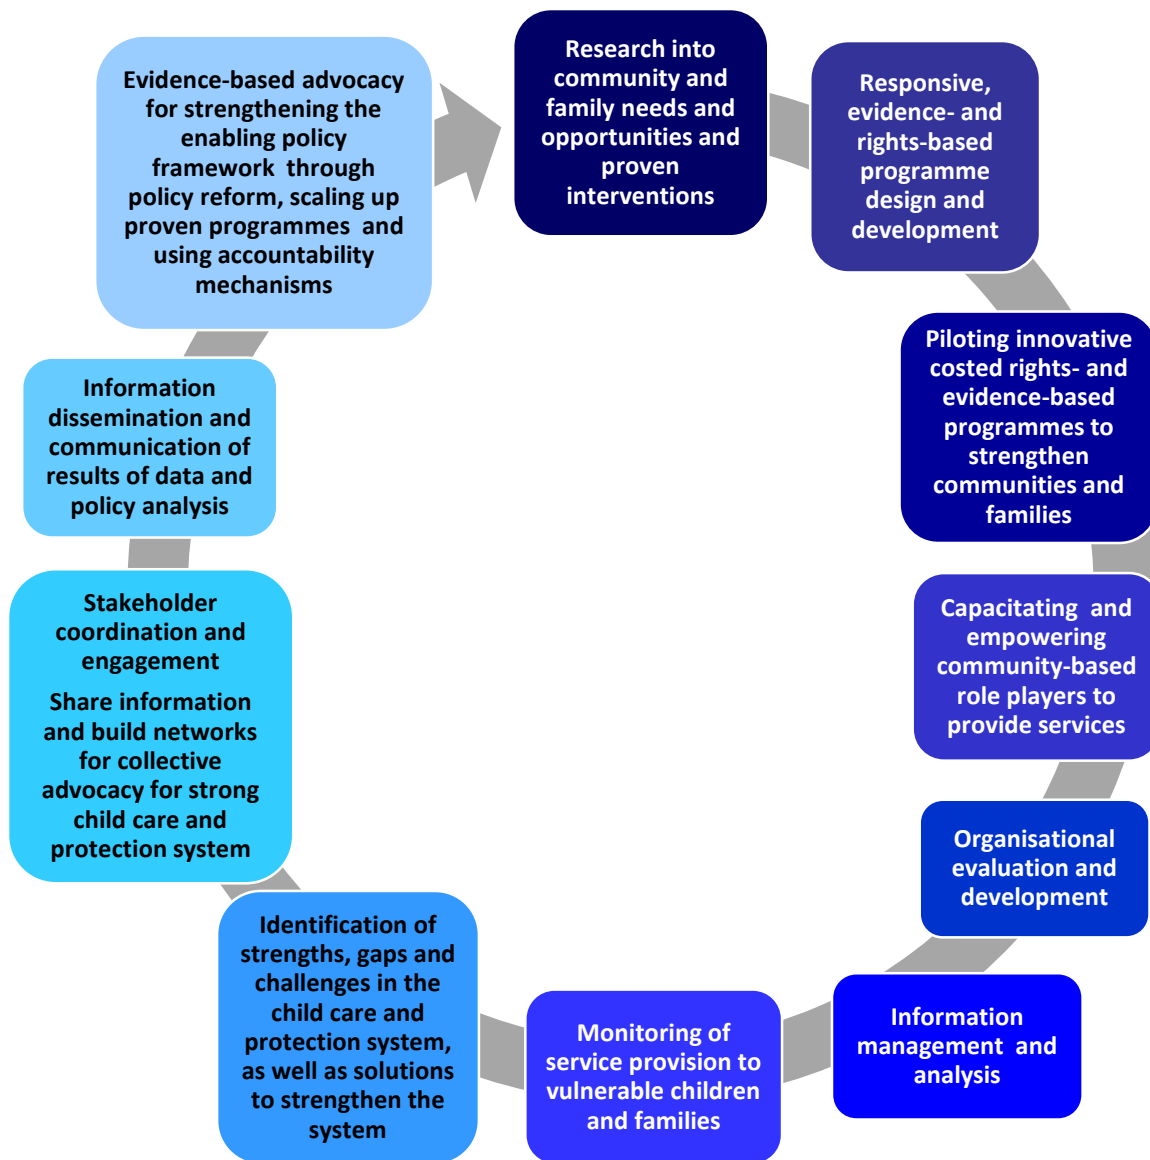 Research into
community and
family needs and
opportunities and
proven
interventions
Responsive,
evidence- and
rights-based
programme
design and
development
Piloting innovative
costed rights- and
evidence-based
programmes to
strengthen
communities and
families
Capacitating and
empowering
community-based
role players to
provide services
Organisational
evaluation and
development
Information
management and
analysis
Monitoring of
service provision to
vulnerable children
and families
Identification of
strengths, gaps and
challenges in the
child care and
protection system,
as well as solutions
to strengthen the
system
Stakeholder
coordination and
engagement
Share information
and build networks
for collective
advocacy for strong
child care and
protection system
Information
dissemination and
communication of
results of data and
policy analysis
Evidence-based advocacy
for strengthening the
enabling policy
framework through
policy reform, scaling up
proven programmes and
using accountability
mechanisms